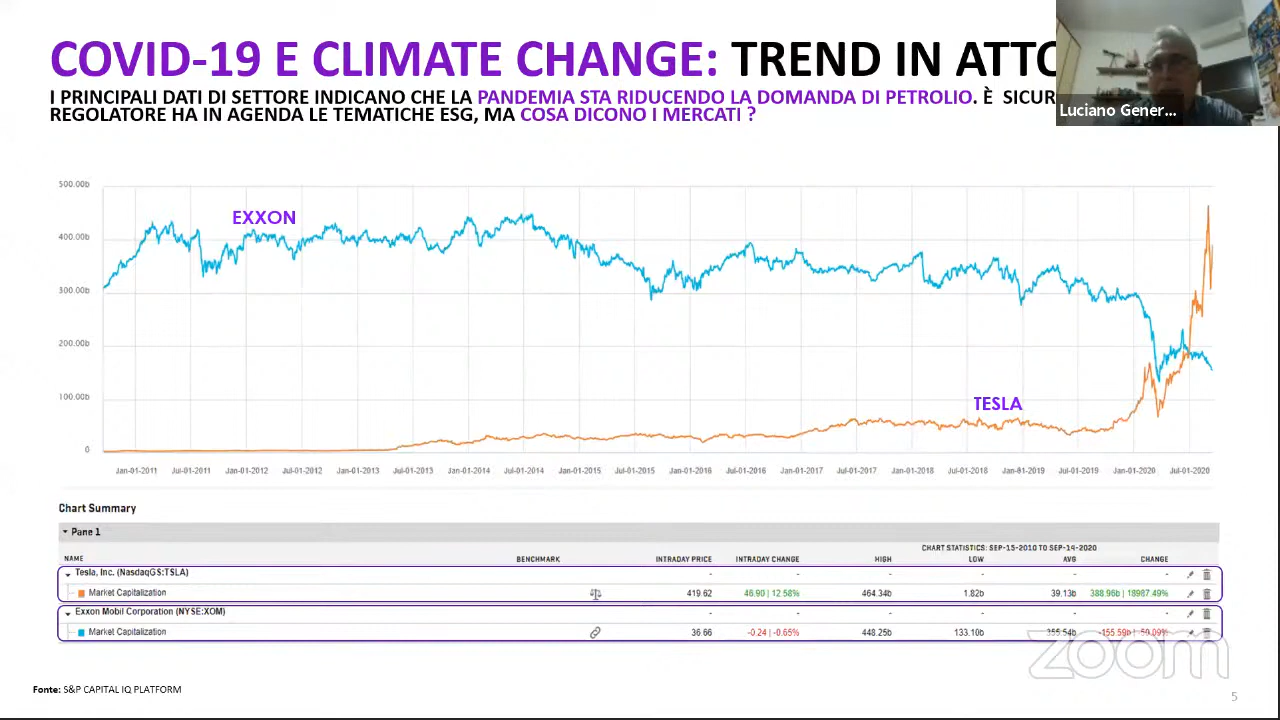 COVID-19 E CLIMATE CHANGE: TREND IN ATTO
I PRINCIPALI DATI DI SETTORE INDICANO CHE LA PANDEMIA STA RIDUCENDO LA DOMANDA DI PETROLIO. È SICUR
REGOLATORE HA IN AGENDA LE TEMATICHE ESG, MA COSA DICONO I MERCATI ?
Luciano Gener...
500.00b
400.00b
300.00b
200.00b
100.00b
0
EXXON
TESLA
Jan-01-2011 Jul-01-2011 Jan-01-2012 Jul-01-2012 Jan-01-2013 Jul-01-2013 Jan-01-2014 Jul-01-2014 Jan-01-2015 Jul-01-2015 Jan-01-2016 Jul-01-2016 Jan-01-2017 Jul-01-2017 Jan-01-2018 Jul-01-2018 Jan-01-2019 Jul-01-2019 Jan-01-2020 Jul-01-2020
Chart Summary
Pane 1
CHART STATISTICS: SEP-15-2010 TO SEP-14-2020
NAME BENCHMARK INTRADAY PRICE INTRADAY CHANGE HIGH LOW AVG CHANGE
Tesla, Inc. (NasdaqGS:TSLA) - - - - - -
Market Capitalization 419.62 46.90 | 12.58% 464.34b 1.82b 39.13b 388.96b | 18987.49%
Exxon Mobil Corporation (NYSE:XOM) - - - - - -
Market Capitalization 36.66 -0.24 | -0.65% 448.25b 133.10b 355.54b -155.59b | -50.09%
zoom
Fonte: S&P CAPITAL IQ PLATFORM
5